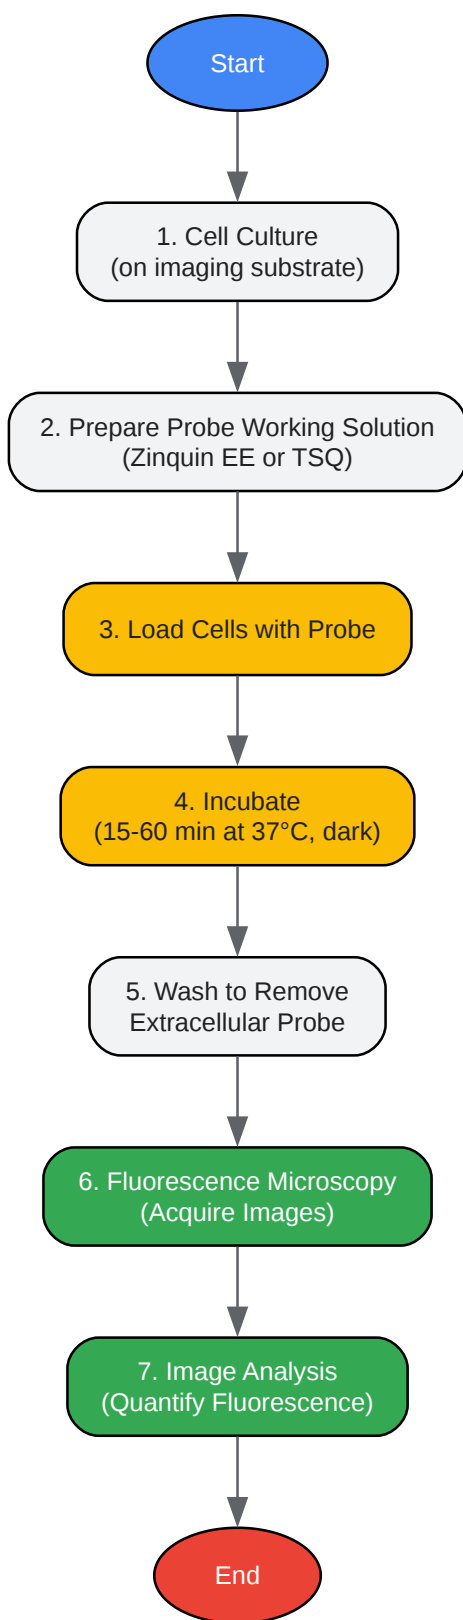 Start
1. Cell Culture
(on imaging substrate)
2. Prepare Probe Working Solution
(Zinquin EE or TSQ)
3. Load Cells with Probe
4. Incubate
(15-60 min at 37°C, dark)
5. Wash to Remove
Extracellular Probe
6. Fluorescence Microscopy
(Acquire Images)
7. Image Analysis
(Quantify Fluorescence)
End